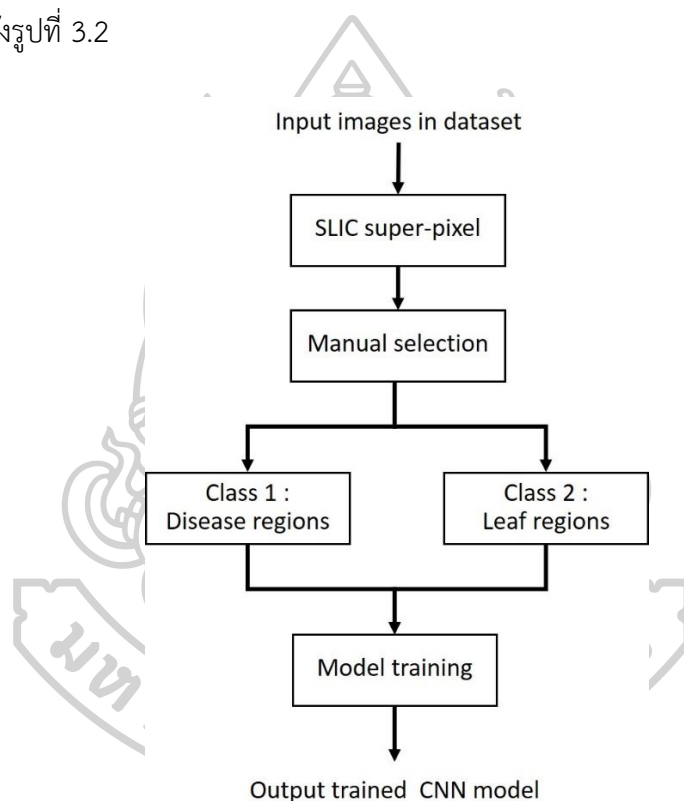 ังรูปที่ 3.2
Input images in dataset
SLIC super-pixel
Manual selection
Class 1 :
Disease regions
Class 2 :
Leaf regions
Model training
Output trained CNN model